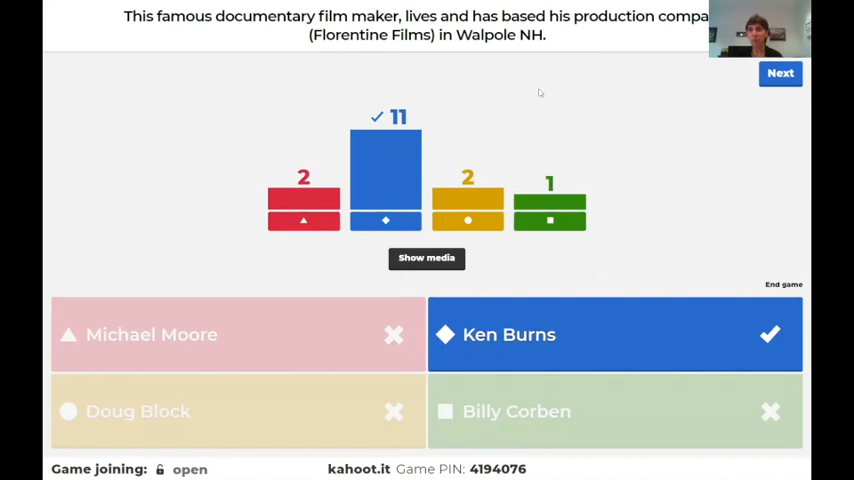 This famous documentary film maker, lives and has based his production compa
(Florentine Films) in Walpole NH.
Next
11
2
2
1
Show media
End game
Michael Moore
Ken Burns
Doug Block
Billy Corben
Game joining: open
kahoot.it Game PIN: 4194076